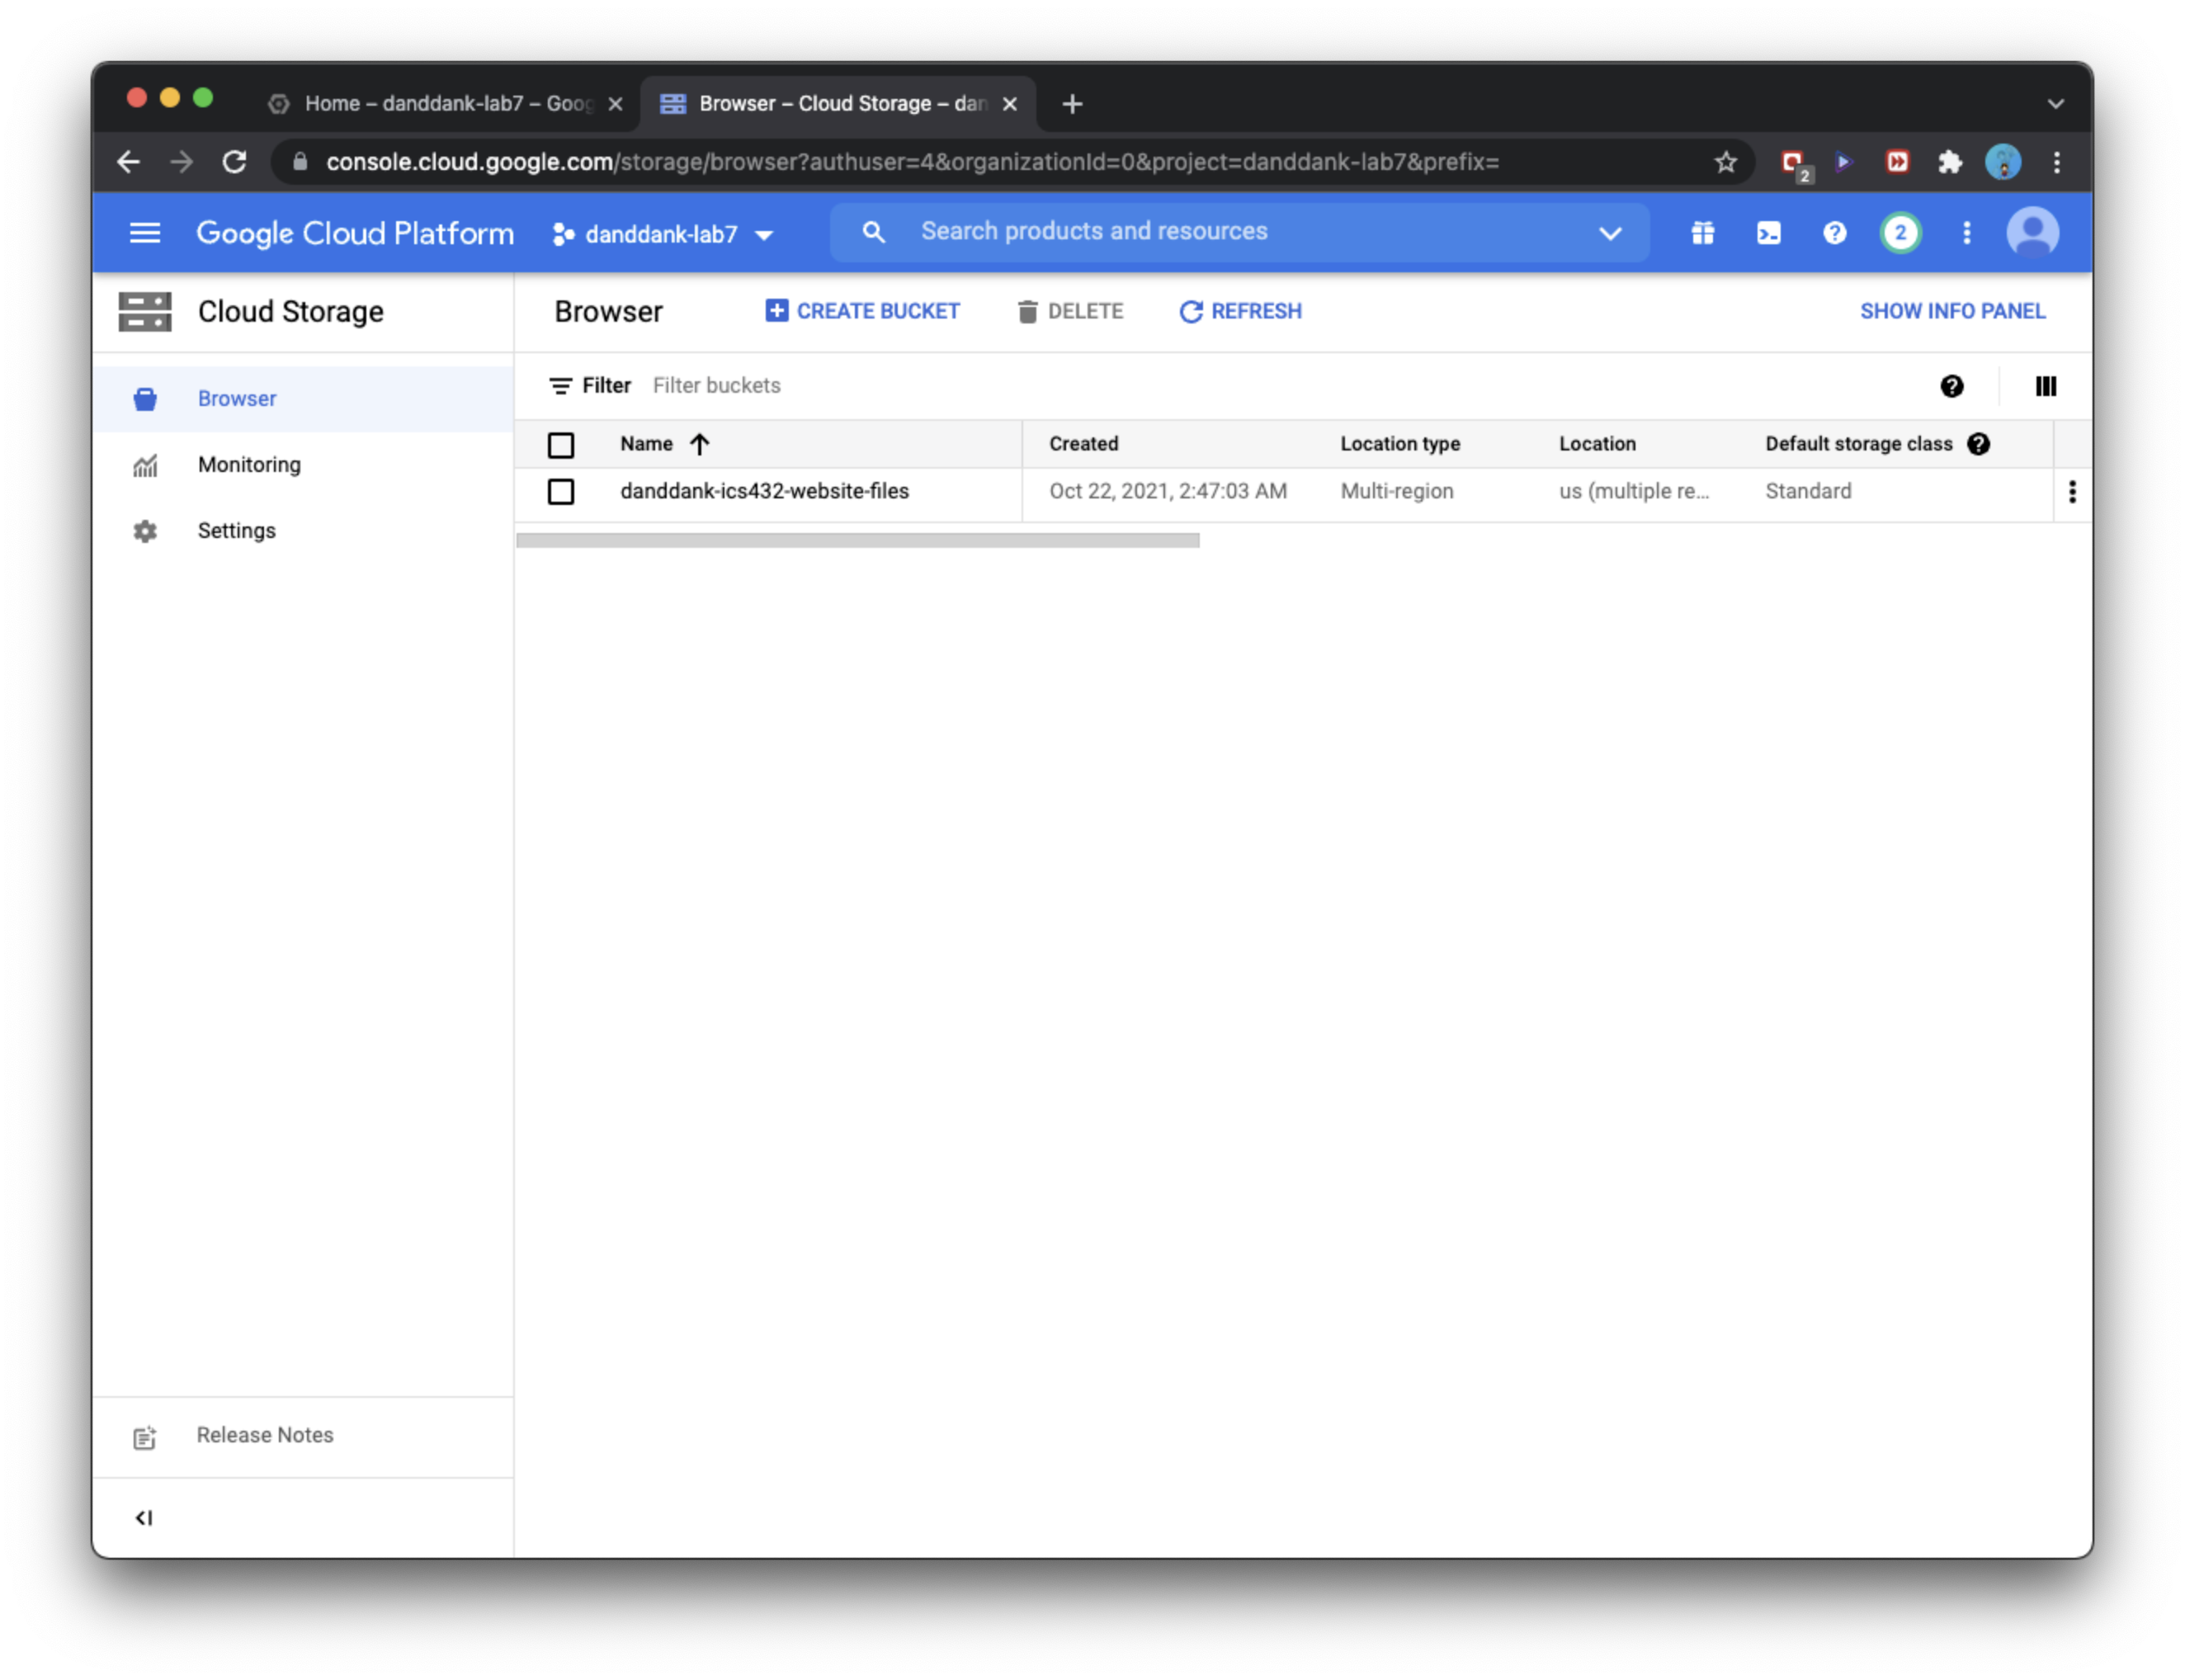 Home – danddank-lab7 – Goog
Browser – Cloud Storage – dan
console.cloud.google.com/storage/browser?authuser=4&organizationId=0&project=danddank-lab7&prefix=
2
Google Cloud Platform danddank-lab7 Search products and resources 2
Cloud Storage
Browser CREATE BUCKET DELETE REFRESH SHOW INFO PANEL
Browser
Monitoring
Settings
Filter Filter buckets
Name Created Location type Location Default storage class
danddank-ics432-website-files Oct 22, 2021, 2:47:03 AM Multi-region us (multiple re... Standard
Release Notes